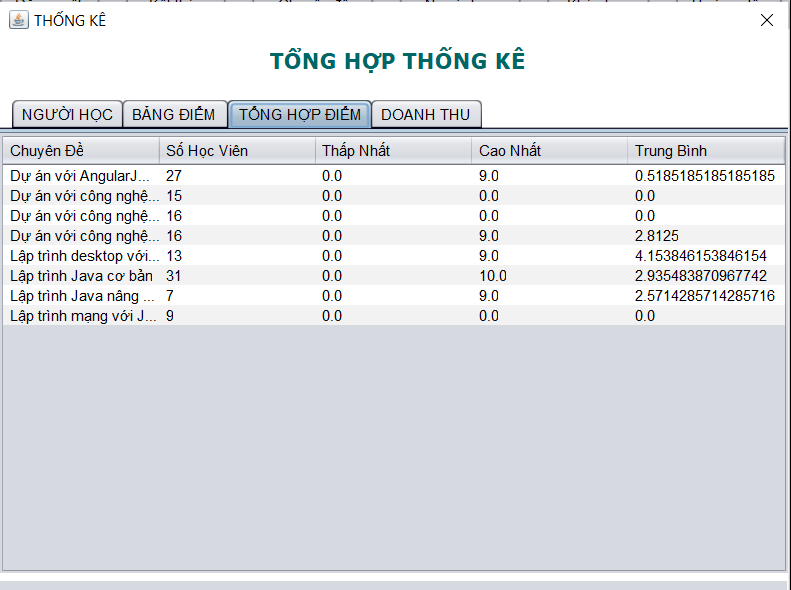 THỐNG KÊ
TỔNG HỢP THỐNG KÊ
NGƯỜI HỌC BẢNG ĐIỂM TỔNG HỢP ĐIỂM DOANH THU
Chuyên Đề Số Học Viên Thấp Nhất Cao Nhất Trung Bình
Dự án với AngularJ... 27 0.0 9.0 0.5185185185185185
Dự án với công nghệ... 15 0.0 0.0 0.0
Dự án với công nghệ... 16 0.0 0.0 0.0
Dự án với công nghệ... 16 0.0 9.0 2.8125
Lập trình desktop với... 13 0.0 9.0 4.153846153846154
Lập trình Java cơ bản 31 0.0 10.0 2.935483870967742
Lập trình Java nâng ... 7 0.0 9.0 2.5714285714285716
Lập trình mạng với J... 9 0.0 0.0 0.0